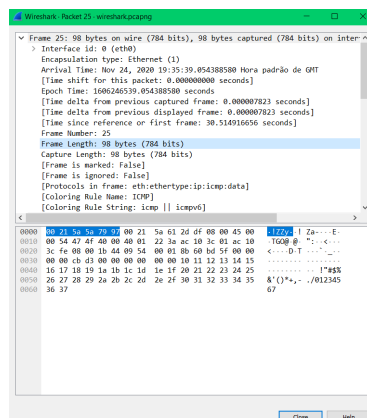 Wireshark · Packet 25 · wireshark.pcapng
Frame 25: 98 bytes on wire (784 bits), 98 bytes captured (784 bits) on inter
Interface id: 0 (eth0)
Encapsulation type: Ethernet (1)
Arrival Time: Nov 24, 2020 19:35:39.054388580 Hora padrão de GMT
[Time shift for this packet: 0.000000000 seconds]
Epoch Time: 1606246539.054388580 seconds
[Time delta from previous captured frame: 0.000007823 seconds]
[Time delta from previous displayed frame: 0.000007823 seconds]
[Time since reference or first frame: 30.514916656 seconds]
Frame Number: 25
Frame Length: 98 bytes (784 bits)
Capture Length: 98 bytes (784 bits)
[Frame is marked: False]
[Frame is ignored: False]
[Protocols in frame: eth:ethertype:ip:icmp:data]
[Coloring Rule Name: ICMP]
[Coloring Rule String: icmp || icmpv6]
0000 00 21 5a 5a 79 97 00 21 5a 61 2d df 08 00 45 00 ·!ZZy··! Za-···E·
0010 00 54 47 4f 40 00 40 01 22 3a ac 10 3c 01 ac 10 ·TGO@·@· ":··<···
0020 3c fe 08 00 1b 44 09 54 00 01 8b 60 bd 5f 00 00 <····D·T ···`·_··
0030 00 00 cb d3 00 00 00 00 00 00 10 11 12 13 14 15 ········ ········
0040 16 17 18 19 1a 1b 1c 1d 1e 1f 20 21 22 23 24 25 ········ ·· !"#$%
0050 26 27 28 29 2a 2b 2c 2d 2e 2f 30 31 32 33 34 35 &'()*+,- ./012345
0060 36 37 67
Close Help